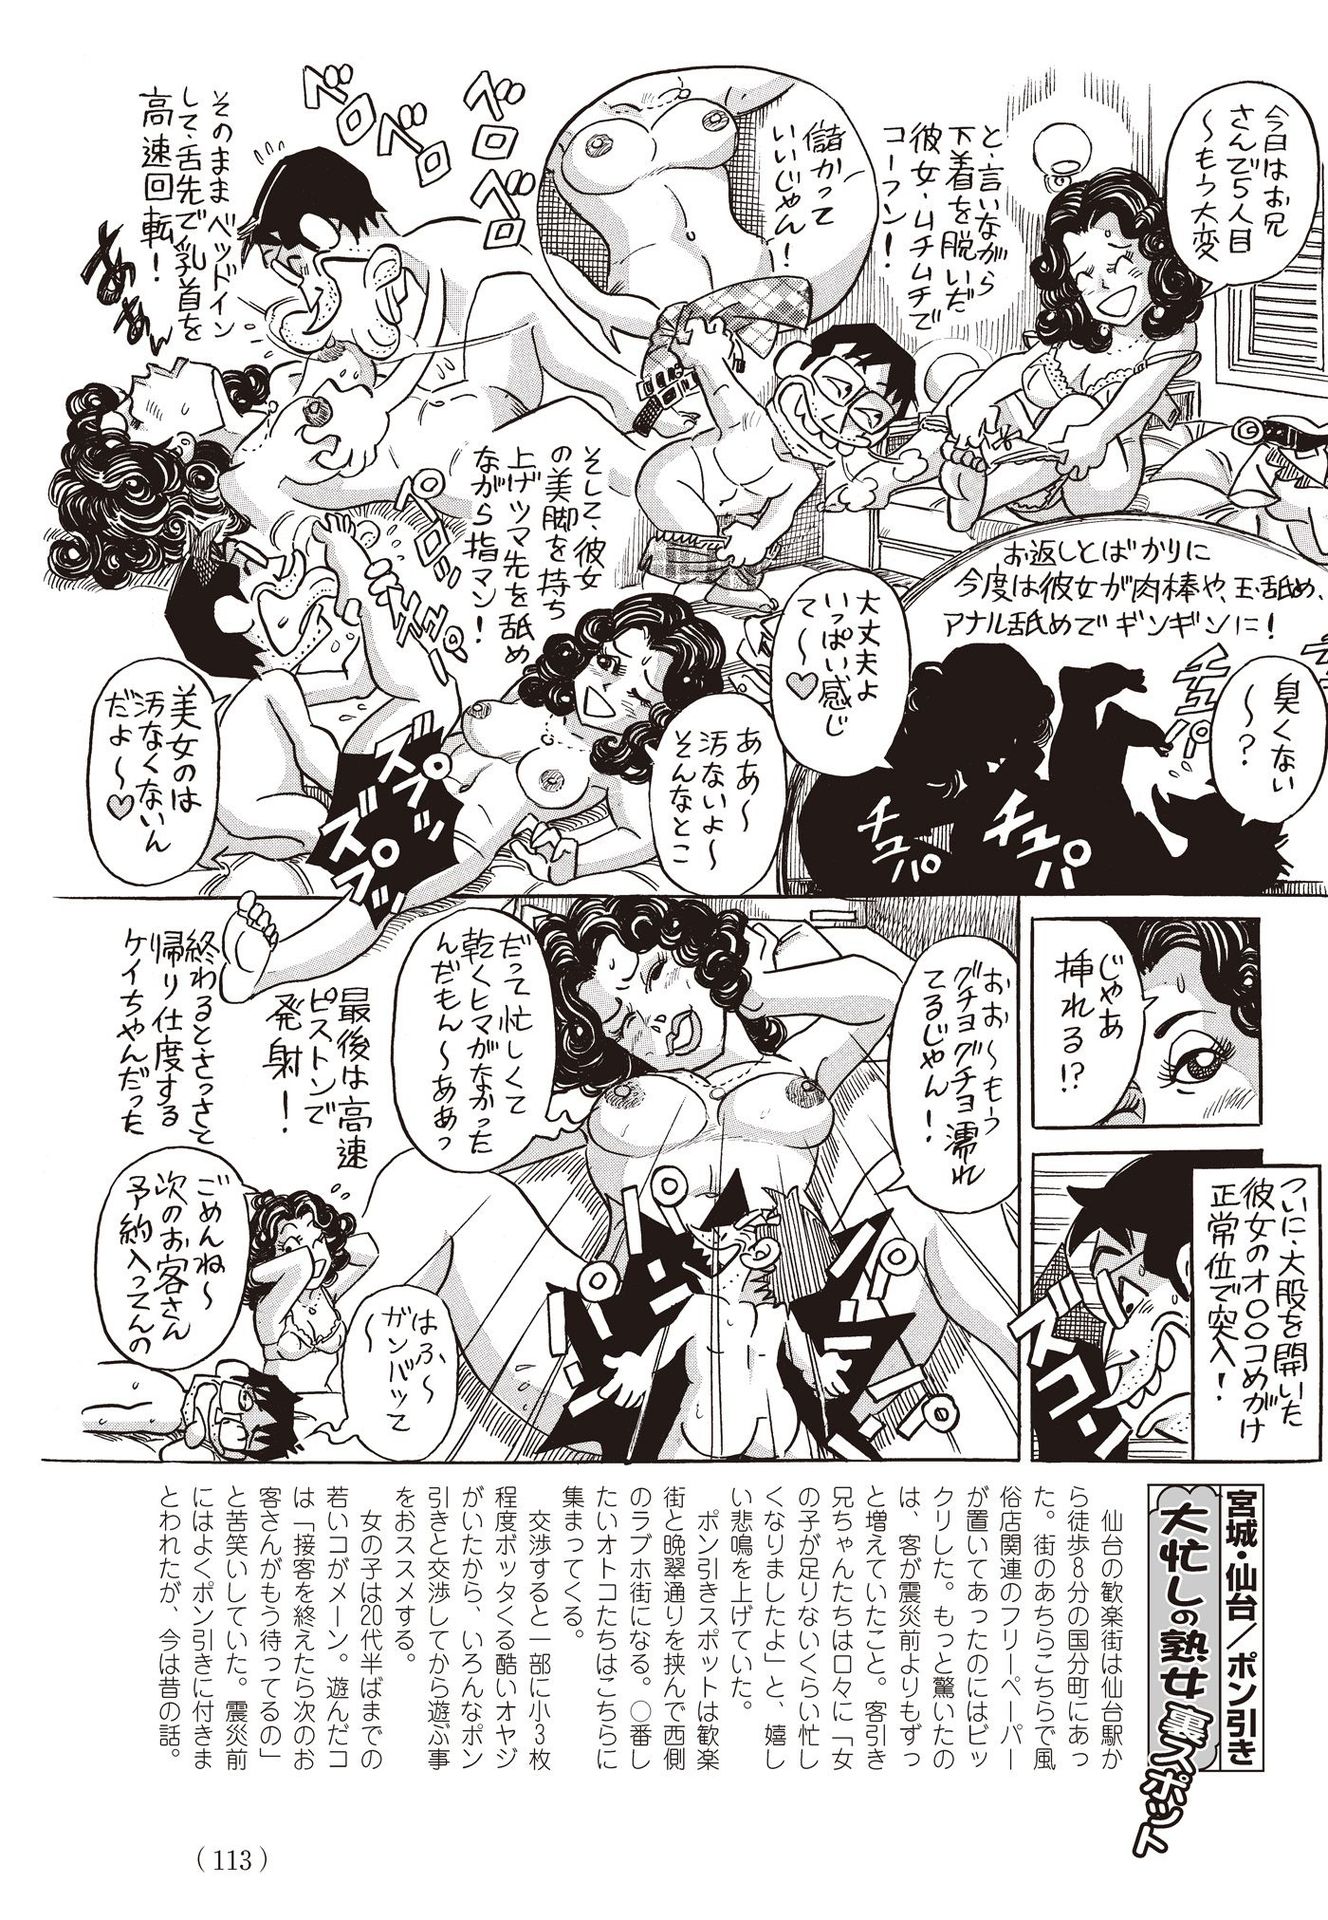 今日はお兄
さんで5人目
～もう大変
と、言いながら
下着を脱いだ
彼女・ムチムチで
コーフン!
儲かって
いいじゃん!
そのままベッドイン
して、舌先で乳首を
高速回転!
ベロ
ベロ
ベロ
ベロ
あぁ
あぁん
そして、彼女
の美脚を持ち
上げツマ先を舐め
ながら指マン!
チュポ
チュポ
チュポ
美女のは
汚なくないん
だよ～♡
ああ～
汚ないよ～
そんなとこ
ズプッ
ズプッ
ズプッ
お返しとばかりに
今度は彼女が肉棒や、玉舐め、
アナル舐めでギンギンに!
臭くない
～?
大丈夫よ
いっぱい感じ
て～♡
チュパ
チュパ
チュパ
じゃあ
挿れる!?
ついに、大股を開いた
彼女のオ○○コめがけ
正常位で突入!
ズコン
おお～もう
グチョグチョ濡れ
てるじゃん!
だって忙しくて
乾くヒマがなかった
んだもん～ああっ
パン
パン
パン
パン
最後は高速
ピストンで
発射!
終わるとさっさて
帰り仕度する
ケイちゃんだった
ごめんね～
次のお客さん
予約入ってんの
はふ、～
ガンバッて
～
宮城・仙台/ポン引き
大忙しの熟女裏スポット
仙台の歓楽街は仙台駅か
ら徒歩8分の国分町にあっ
た。街のあちらこちらで風
俗店関連のフリーペーパー
が置いてあったのにはビッ
クリした。もっと驚いたの
は、客が震災前よりもずっ
と増えていたこと。客引き
兄ちゃんたちは口々に「女
の子が足りないくらい忙し
くなりましたよ」と、嬉し
い悲鳴を上げていた。
ポン引きスポットは歓楽
街と晩翠通りを挟んで西側
のラブホ街になる。○番し
たいオトコたちはこちらに
集まってくる。
交渉すると一部に小3枚
程度ボッタくる酷いオヤジ
がいたから、いろんなポン
引きと交渉してから遊ぶ事
をおススメする。
女の子は20代半ばまでの
若いコがメーン。遊んだコ
は「接客を終えたら次のお
客さんがもう待ってるの」
と苦笑いしていた。震災前
にはよくポン引きに付きま
とわれたが、今は昔の話。
(113)